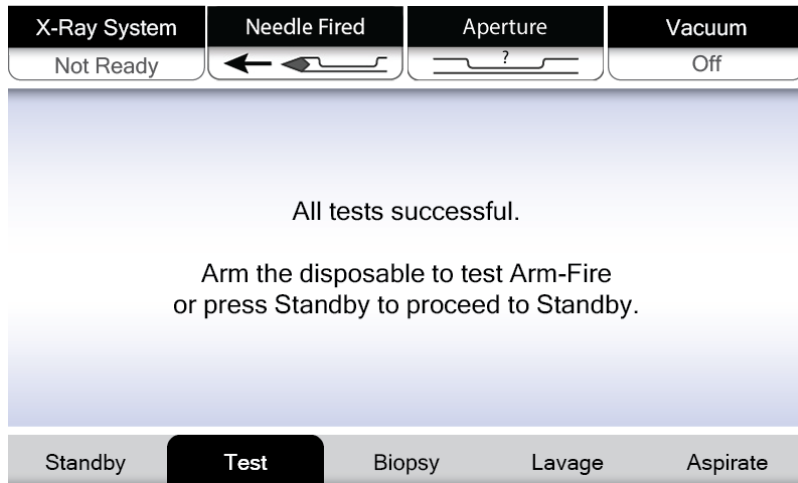 X-Ray System Needle Fired Aperture Vacuum
Not Ready ? Off
All tests successful.
Arm the disposable to test Arm-Fire
or press Standby to proceed to Standby.
Standby Test Biopsy Lavage Aspirate